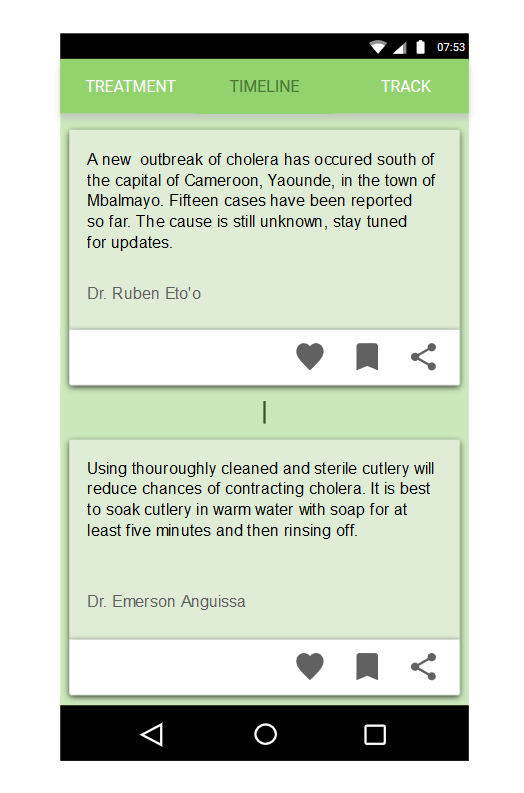 07:53
TREATMENT TIMELINE TRACK
A new  outbreak of cholera has occured south of
the capital of Cameroon, Yaounde, in the town of
Mbalmayo. Fifteen cases have been reported
so far. The cause is still unknown, stay tuned
for updates.
Dr. Ruben Eto'o
Using thouroughly cleaned and sterile cutlery will
reduce chances of contracting cholera. It is best
to soak cutlery in warm water with soap for at
least five minutes and then rinsing off.
Dr. Emerson Anguissa